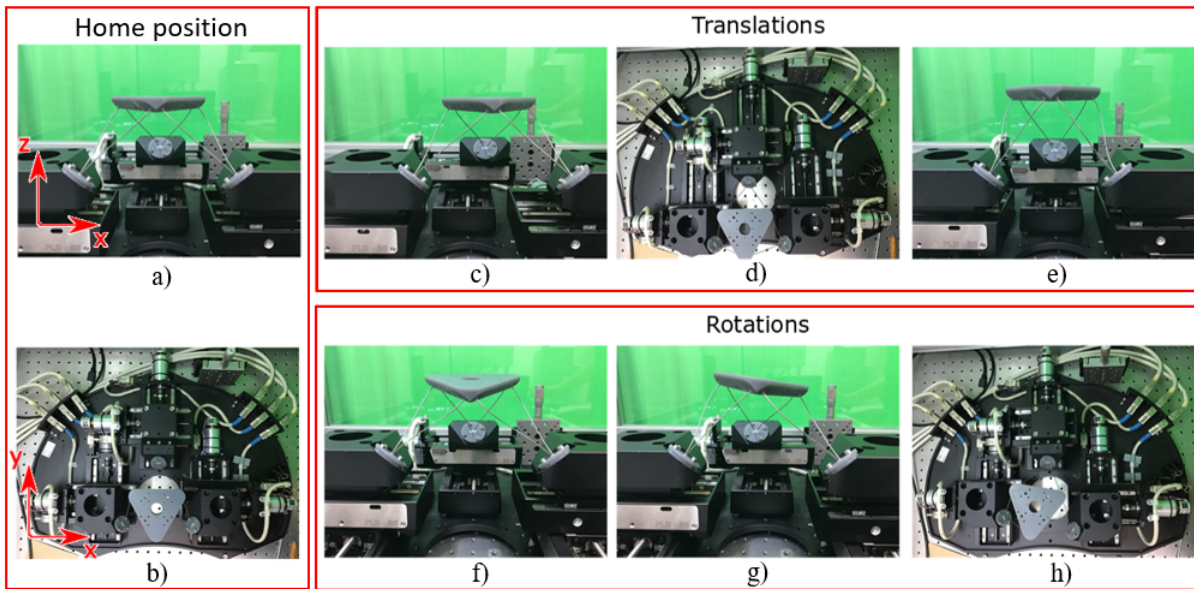 Home position
Translations
z
x
a)
c)
d)
e)
Rotations
y
x
b)
f)
g)
h)